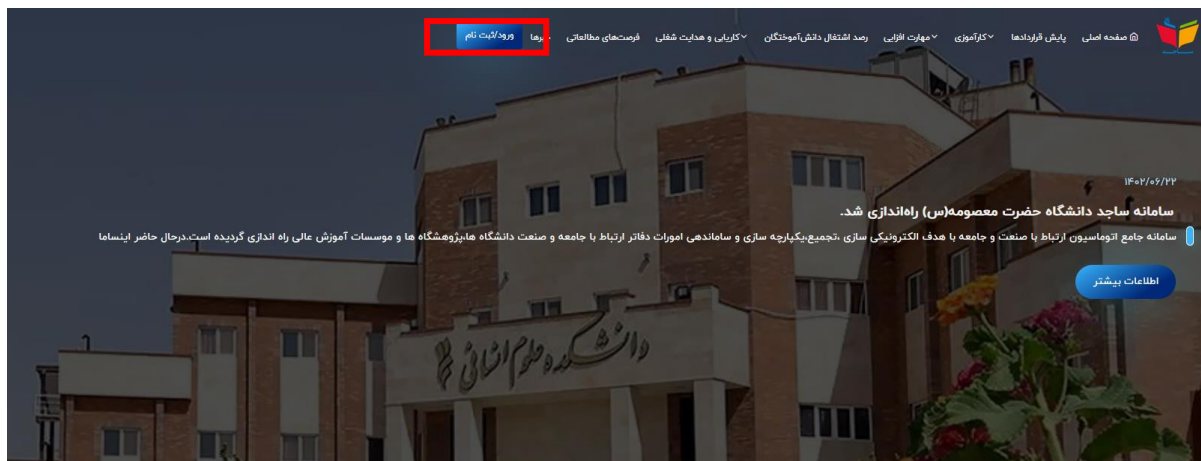 صفحه اصلی پایش قراردادها کارآموزی مهارت افزایی رصد اشتغال دانش‌آموختگان کاریابی و هدایت شغلی فرصت‌های مطالعاتی ورود/ثبت نام
۱۴۰۲/۰۶/۲۲
سامانه ساجد دانشگاه حضرت معصومه(س) راه‌اندازی شد.
سامانه جامع اتوماسیون ارتباط با صنعت و جامعه با هدف الکترونیکی سازی ،تجمیع،یکپارچه سازی و ساماندهی امورات دفاتر ارتباط با جامعه و صنعت دانشگاه ها،پژوهشگاه ها و موسسات آموزش عالی راه اندازی گردیده است.درحال حاضر اینساما
اطلاعات بیشتر
دانشکده علوم انسانی